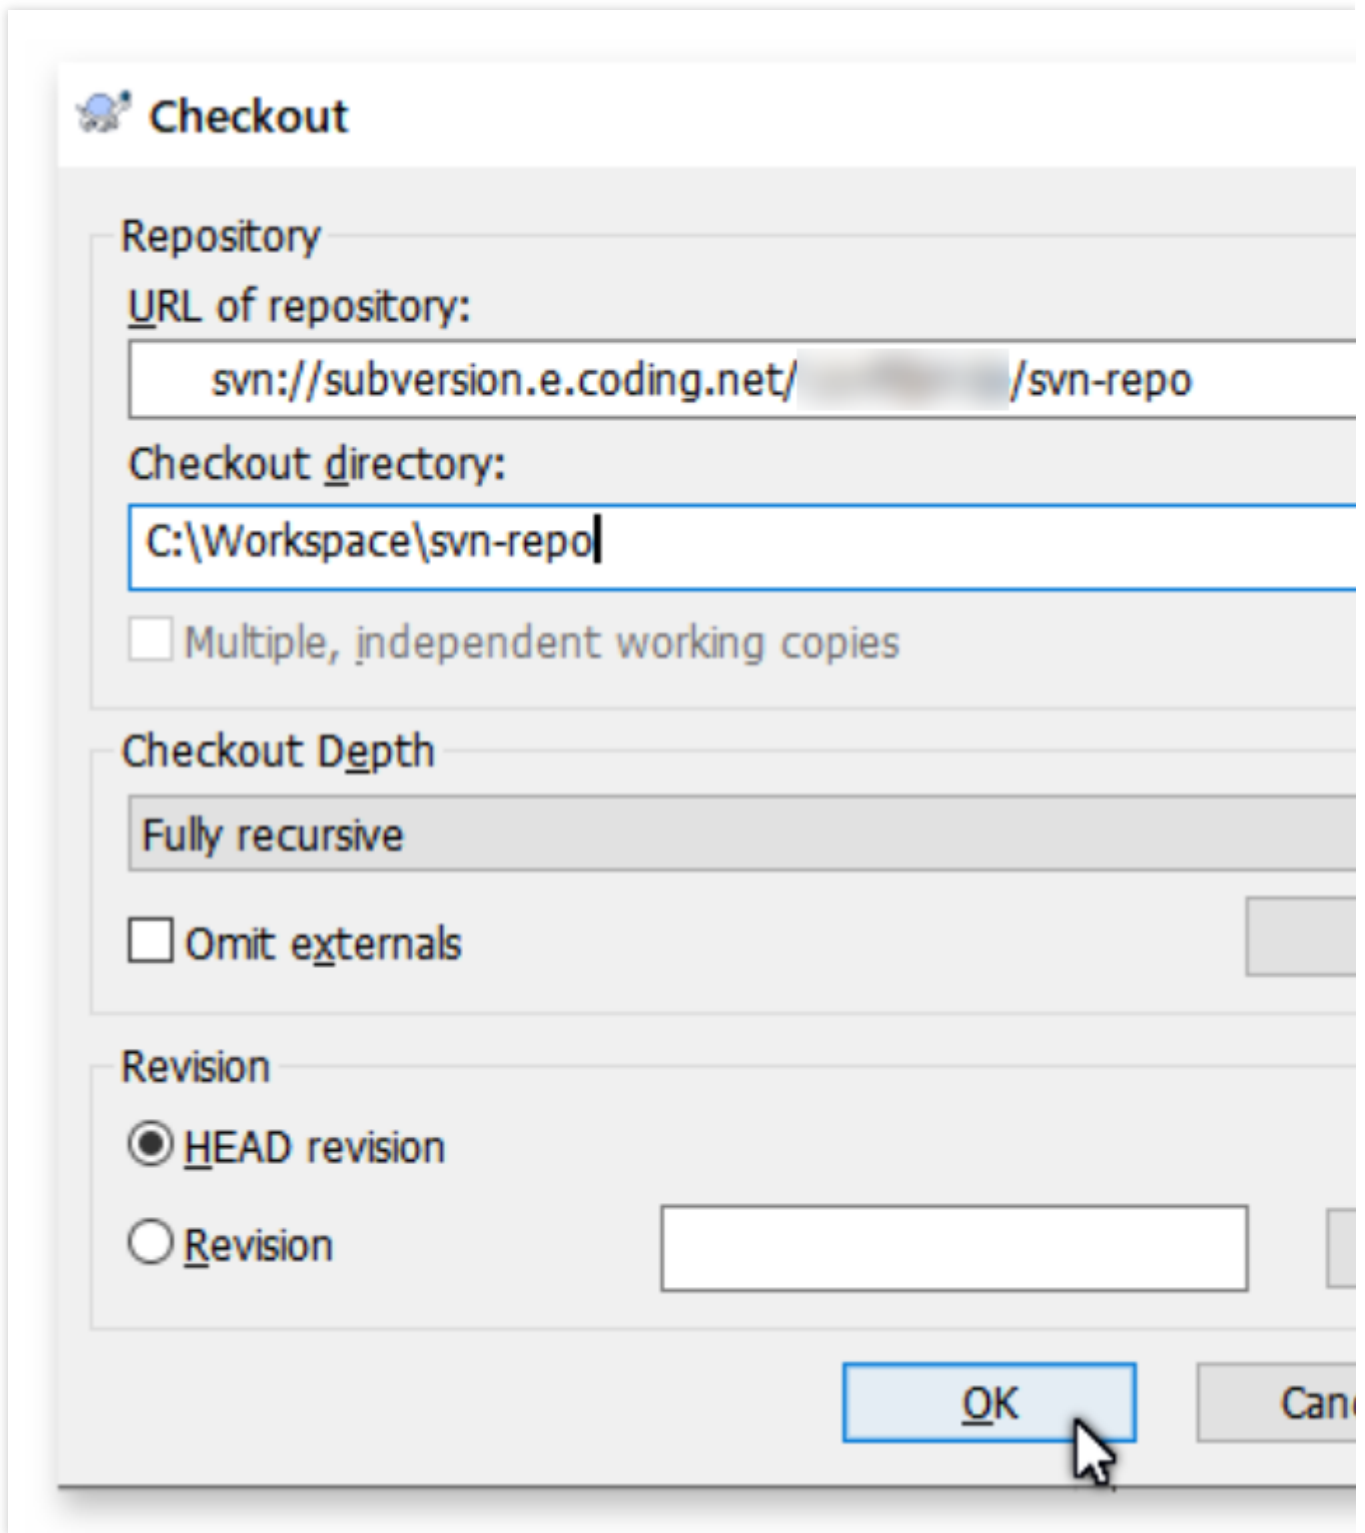 Checkout
Repository
URL of repository:
svn://subversion.e.coding.net/ /svn-repo
Checkout directory:
C:\Workspace\svn-repo
Multiple, independent working copies
Checkout Depth
Fully recursive
Omit externals
Revision
HEAD revision
Revision
OK
Canc